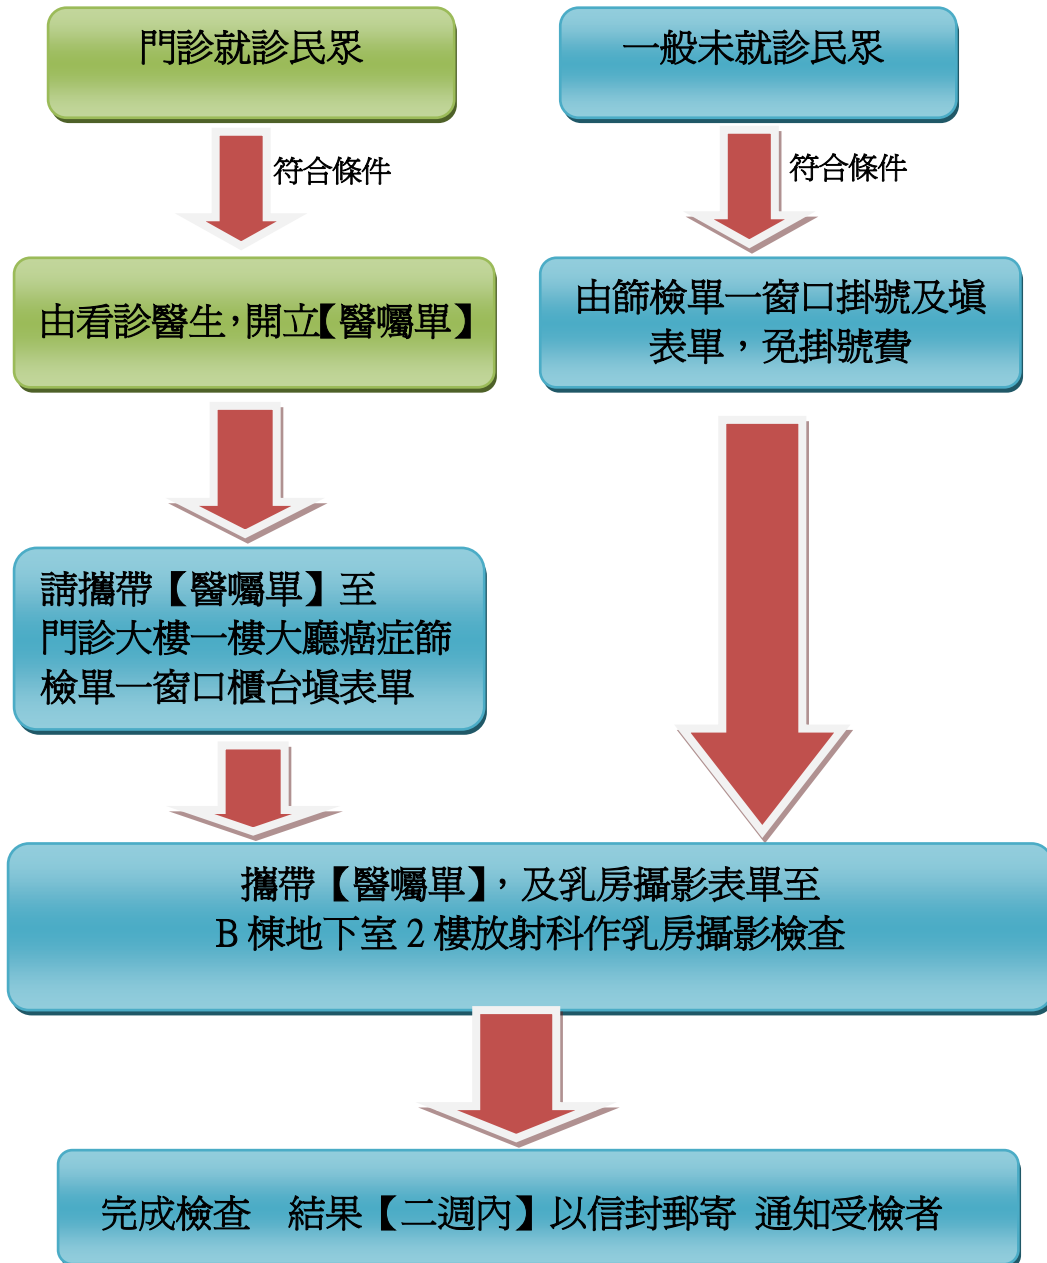 門診就診民眾
一般未就診民眾
符合條件
符合條件
由看診醫生，開立【醫囑單】
由篩檢單一窗口掛號及填
表單，免掛號費
請攜帶【醫囑單】至
門診大樓一樓大廳癌症篩
檢單一窗口櫃台填表單
攜帶【醫囑單】，及乳房攝影表單至
B 棟地下室 2 樓放射科作乳房攝影檢查
完成檢查　結果【二週內】以信封郵寄 通知受檢者